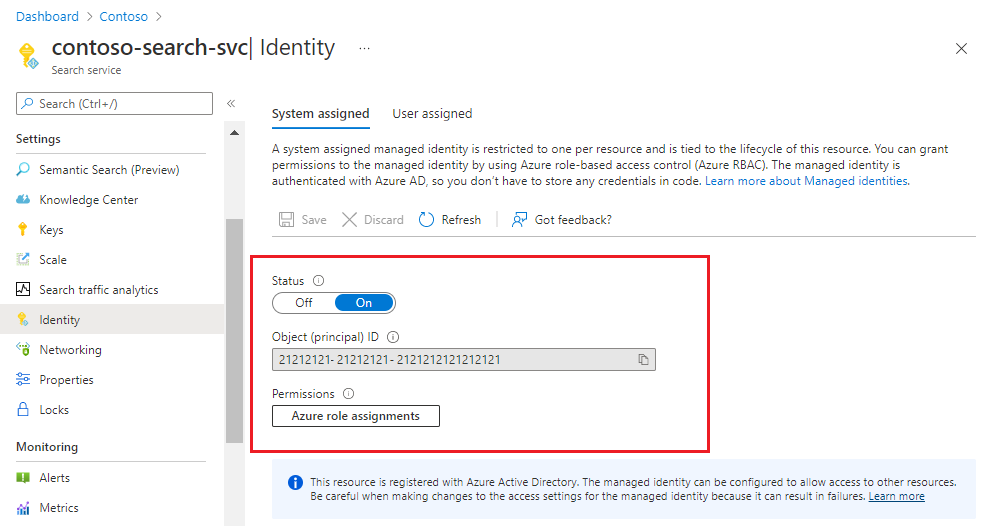 Dashboard > Contoso >
contoso-search-svc| Identity ...
Search service
Search (Ctrl+/) «
Settings
Semantic Search (Preview)
Knowledge Center
Keys
Scale
Search traffic analytics
Identity
Networking
Properties
Locks
Monitoring
Alerts
Metrics
System assigned User assigned
A system assigned managed identity is restricted to one per resource and is tied to the lifecycle of this resource. You can grant
permissions to the managed identity by using Azure role-based access control (Azure RBAC). The managed identity is
authenticated with Azure AD, so you don't have to store any credentials in code. Learn more about Managed identities.
Save Discard Refresh Got feedback?
Status
Off On
Object (principal) ID
21212121- 21212121- 2121212121212121
Permissions
Azure role assignments
This resource is registered with Azure Active Directory. The managed identity can be configured to allow access to other resources.
Be careful when making changes to the access settings for the managed identity because it can result in failures. Learn more